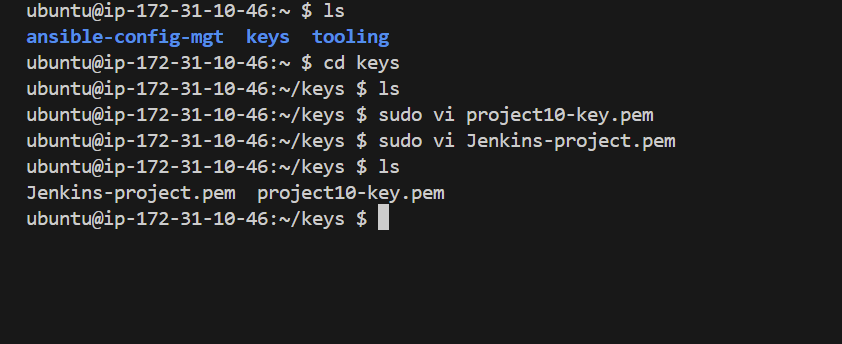 ubuntu@ip-172-31-10-46:~ $ ls
ansible-config-mgt  keys  tooling
ubuntu@ip-172-31-10-46:~ $ cd keys
ubuntu@ip-172-31-10-46:~/keys $ ls
ubuntu@ip-172-31-10-46:~/keys $ sudo vi project10-key.pem
ubuntu@ip-172-31-10-46:~/keys $ sudo vi Jenkins-project.pem
ubuntu@ip-172-31-10-46:~/keys $ ls
Jenkins-project.pem  project10-key.pem
ubuntu@ip-172-31-10-46:~/keys $